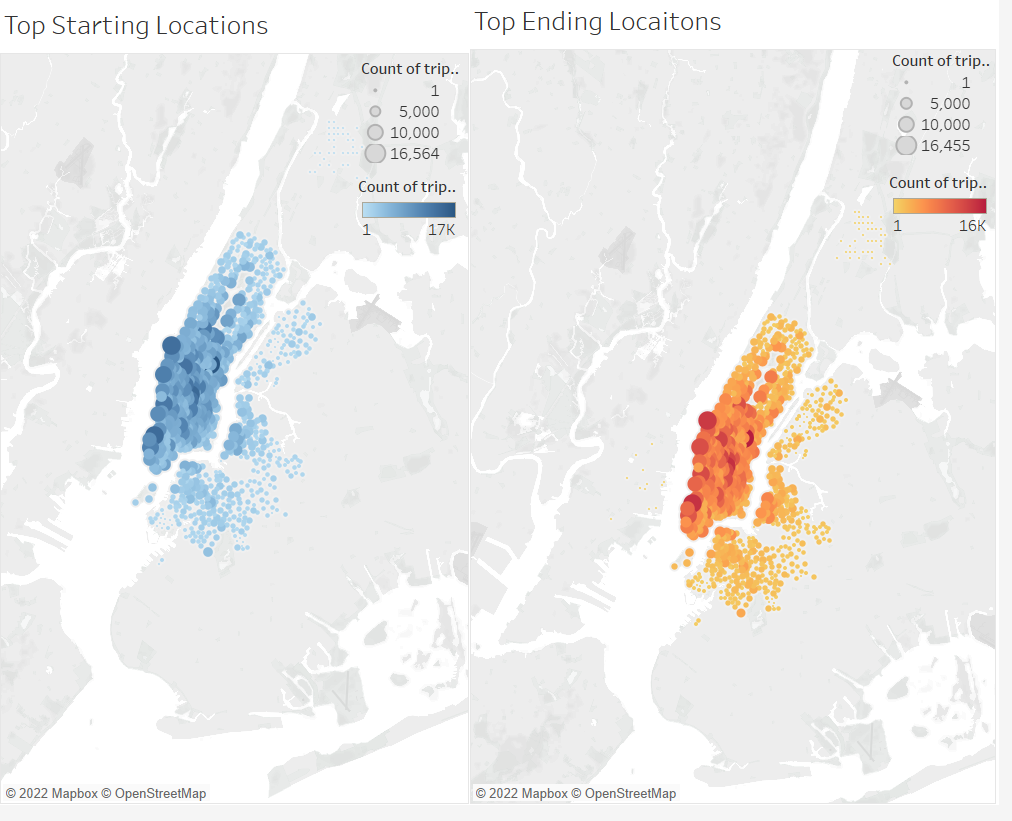 Top Starting Locations
Count of trip..
1
5,000
10,000
16,564
Count of trip..
1 17K
© 2022 Mapbox © OpenStreetMap
Top Ending Locaitons
Count of trip..
1
5,000
10,000
16,455
Count of trip..
1 16K
© 2022 Mapbox © OpenStreetMap